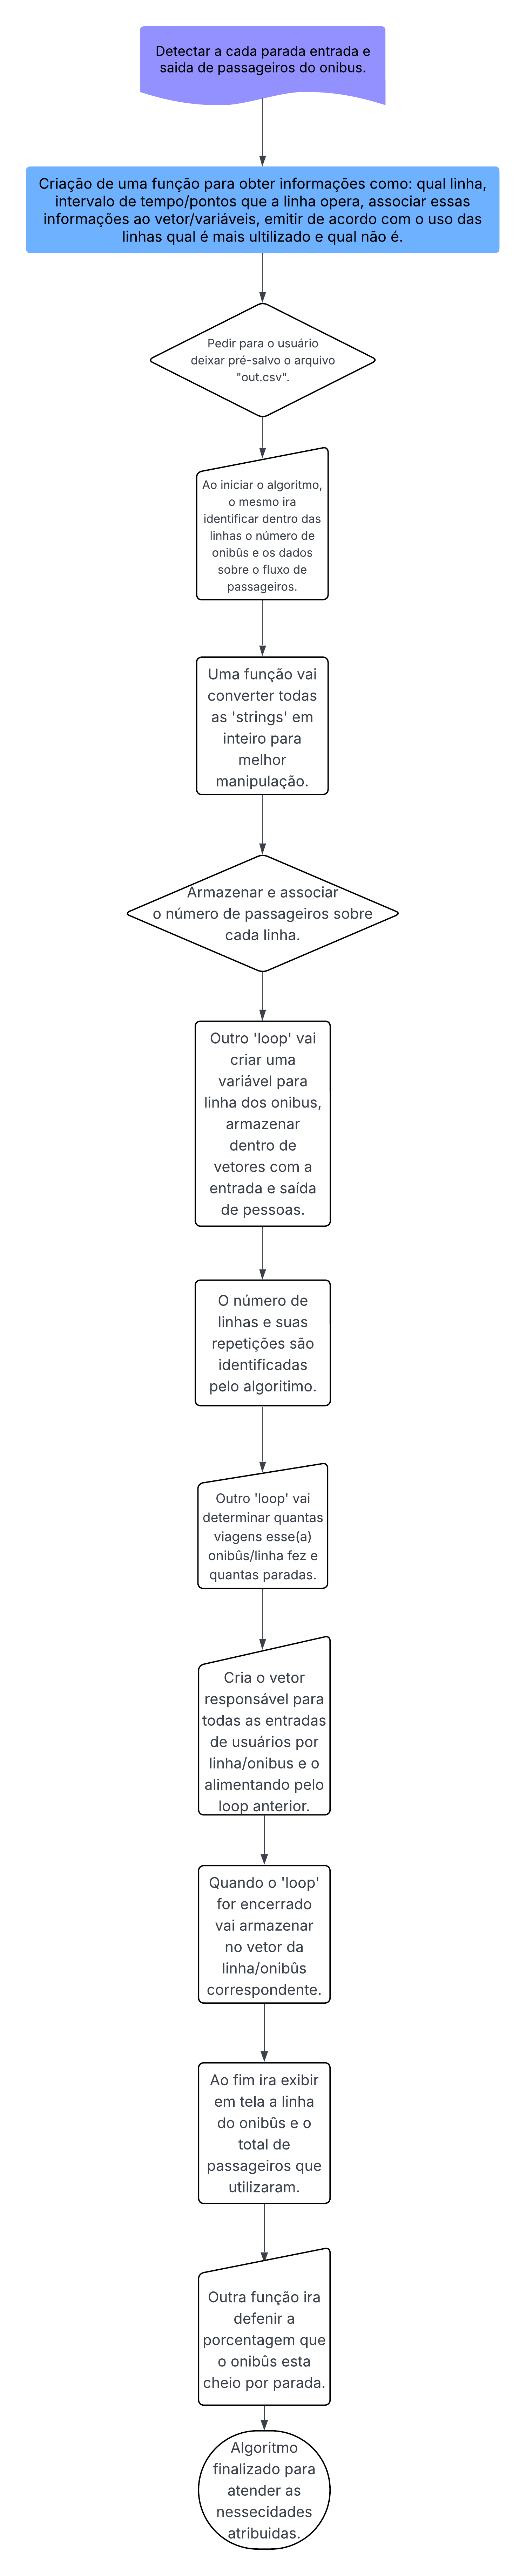 Detectar a cada parada entrada e
saida de passageiros do onibus.
Criação de uma função para obter informações como: qual linha,
intervalo de tempo/pontos que a linha opera, associar essas
informações ao vetor/variáveis, emitir de acordo com o uso das
linhas qual é mais ultilizado e qual não é.
Pedir para o usuário
deixar pré-salvo o arquivo
"out.csv".
Ao iniciar o algoritmo,
o mesmo ira
identificar dentro das
linhas o número de
onibûs e os dados
sobre o fluxo de
passageiros.
Uma função vai
converter todas
as 'strings' em
inteiro para
melhor
manipulação.
Armazenar e associar
o número de passageiros sobre
cada linha.
Outro 'loop' vai
criar uma
variável para
linha dos onibus,
armazenar
dentro de
vetores com a
entrada e saída
de pessoas.
O número de
linhas e suas
repetições são
identificadas
pelo algoritimo.
Outro 'loop' vai
determinar quantas
viagens esse(a)
onibûs/linha fez e
quantas paradas.
Cria o vetor
responsável para
todas as entradas
de usuários por
linha/onibus e o
alimentando pelo
loop anterior.
Quando o 'loop'
for encerrado
vai armazenar
no vetor da
linha/onibûs
correspondente.
Ao fim ira exibir
em tela a linha
do onibûs e o
total de
passageiros que
utilizaram.
Outra função ira
defenir a
porcentagem que
o onibûs esta
cheio por parada.
Algoritmo
finalizado para
atender as
nessecidades
atribuidas.